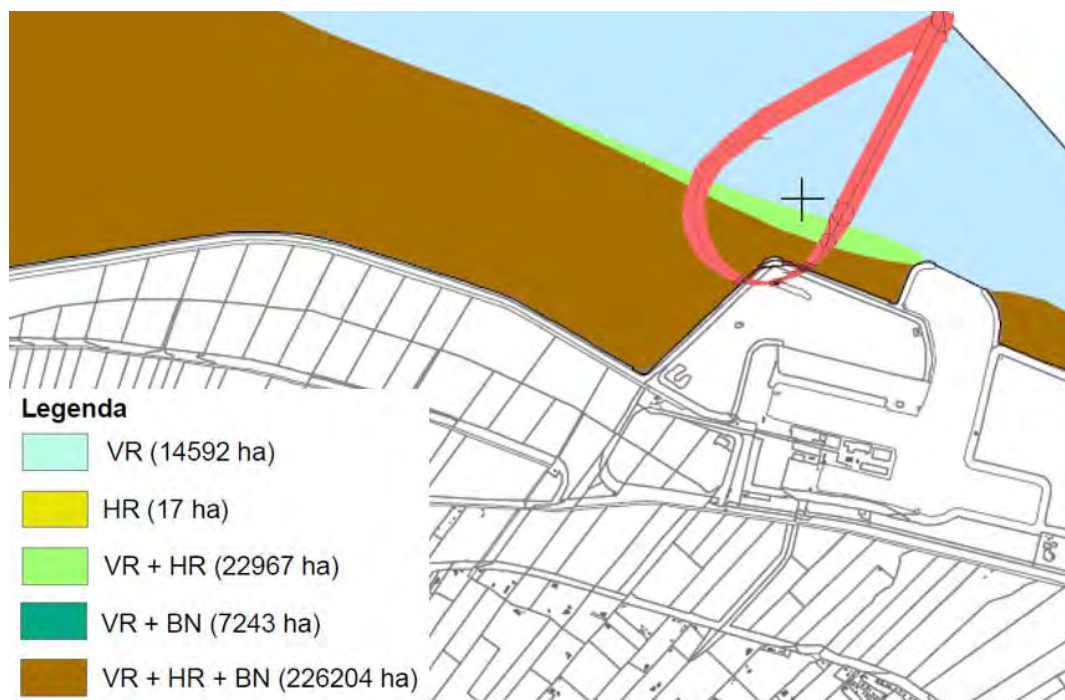 Legenda
VR (14592 ha)
HR (17 ha)
VR + HR (22967 ha)
VR + BN (7243 ha)
VR + HR + BN (226204 ha)